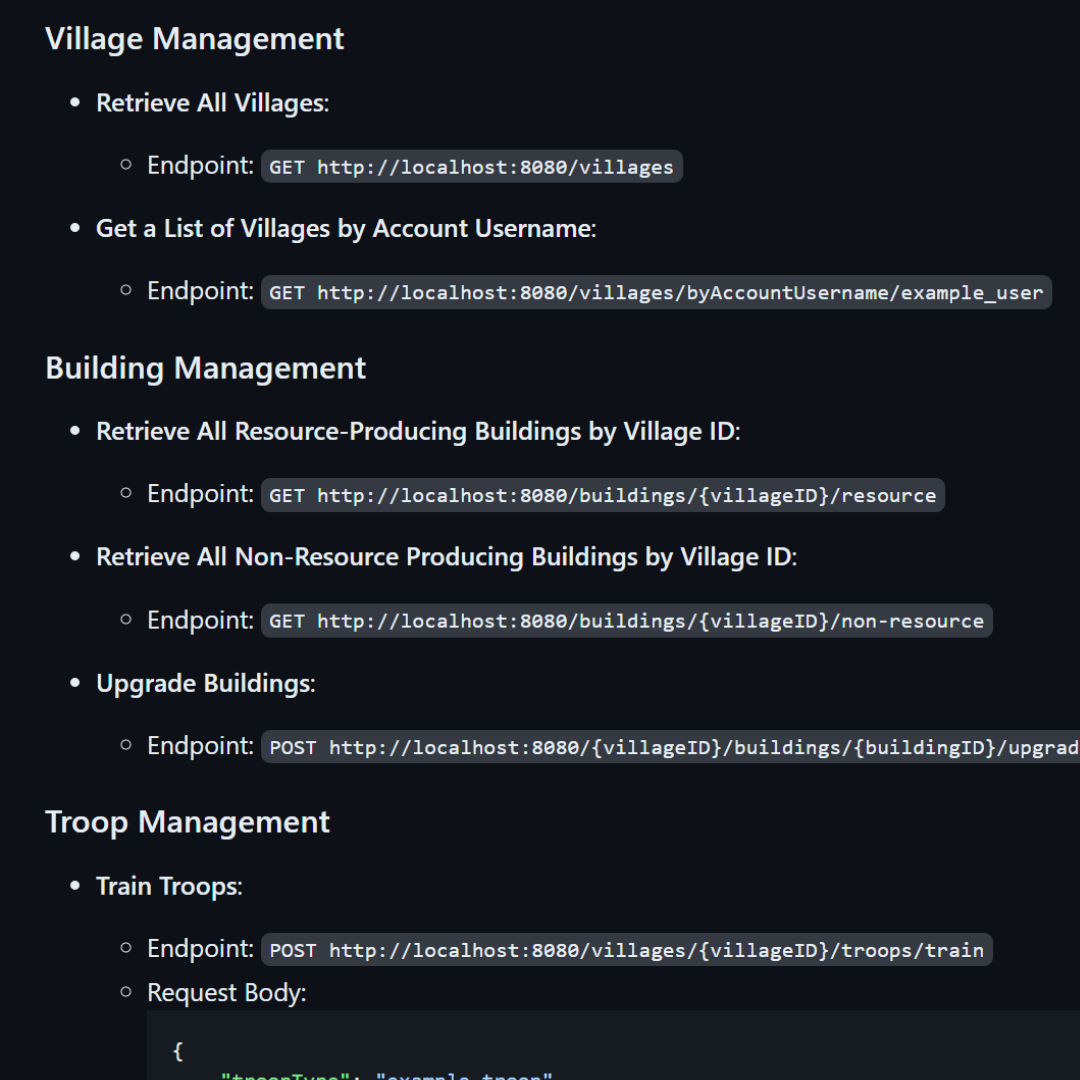 Village Management
Retrieve All Villages:
Endpoint: GET http://localhost:8080/villages
Get a List of Villages by Account Username:
Endpoint: GET http://localhost:8080/villages/byAccountUsername/example_user
Building Management
Retrieve All Resource-Producing Buildings by Village ID:
Endpoint: GET http://localhost:8080/buildings/{villageID}/resource
Retrieve All Non-Resource Producing Buildings by Village ID:
Endpoint: GET http://localhost:8080/buildings/{villageID}/non-resource
Upgrade Buildings:
Endpoint: POST http://localhost:8080/{villageID}/buildings/{buildingID}/upgrad
Troop Management
Train Troops:
Endpoint: POST http://localhost:8080/villages/{villageID}/troops/train
Request Body:
{
"troopType": "example_troop"